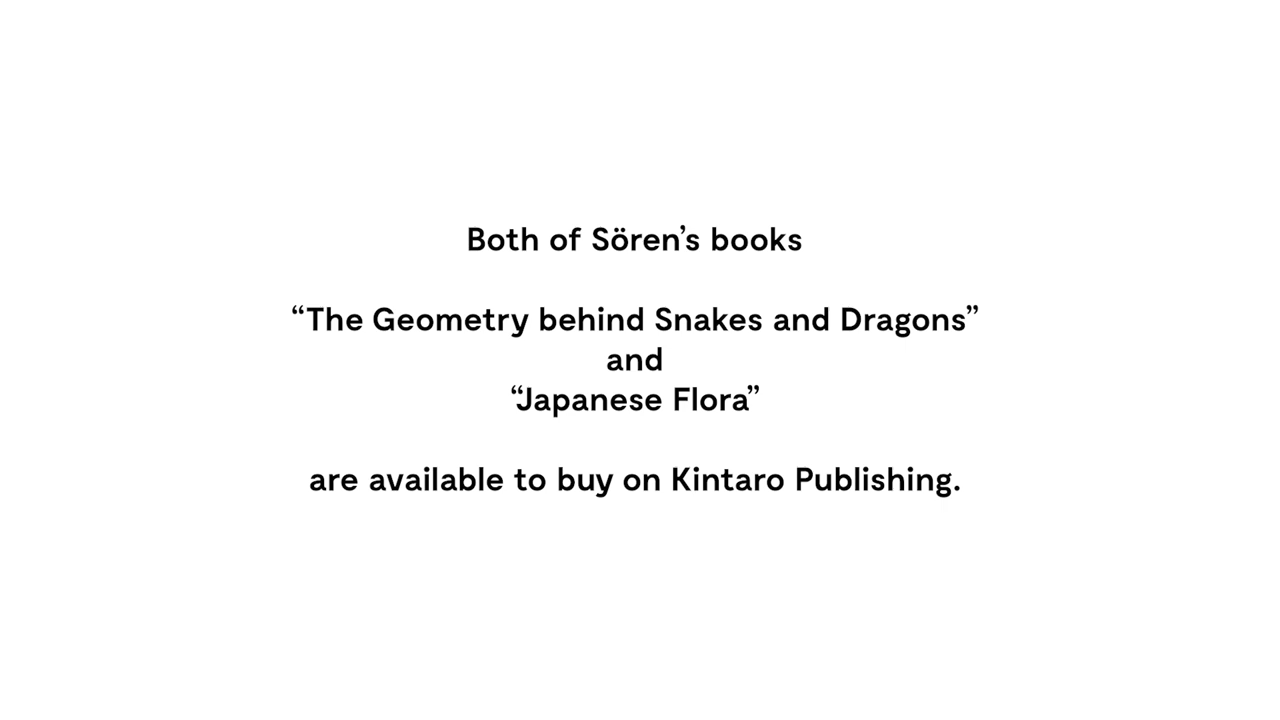 Both of Sören’s books
“The Geometry behind Snakes and Dragons”
and
“Japanese Flora”
are available to buy on Kintaro Publishing.